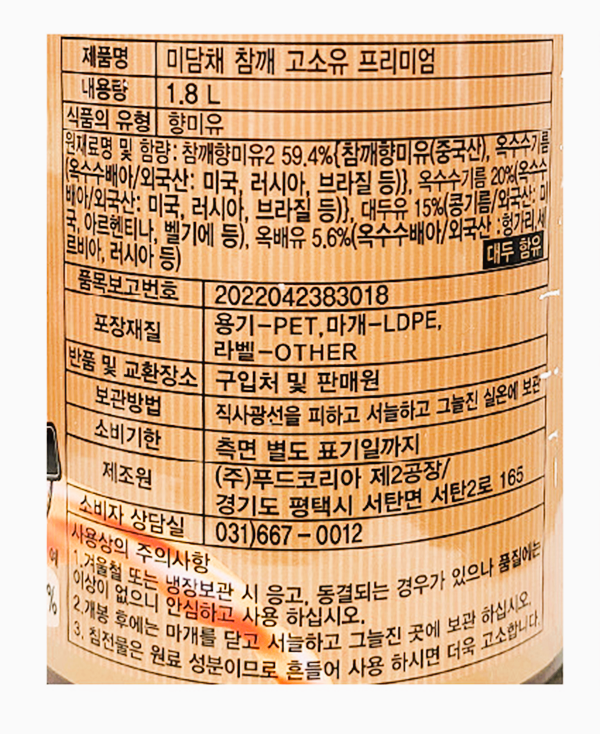 제품명 미담채 참깨 고소유 프리미엄
내용량 1.8 L
식품의 유형 향미유
원재료명 및 함량 : 참깨향미유2 59.4%{참깨향미유(중국산), 옥수수기름
(옥수수배아/외국산: 미국, 러시아, 브라질 등)}, 옥수수기름 20%(옥수수
배아/외국산: 미국, 러시아, 브라질 등)}, 대두유 15%(콩기름/외국산: 미
국, 아르헨티나, 벨기에 등), 옥배유 5.6%(옥수수배아/외국산 :헝가리,세
르비아, 러시아 등)
대두 함유
품목보고번호 2022042383018
포장재질 용기-PET,마개-LDPE,
라벨-OTHER
반품 및 교환장소 구입처 및 판매원
보관방법 직사광선을 피하고 서늘하고 그늘진 실온에 보관
소비기한 측면 별도 표기일까지
제조원 (주)푸드코리아 제2공장/
경기도 평택시 서탄면 서탄2로 165
소비자 상담실 031)667-0012
사용상의 주의사항
1.겨울철 또는 냉장보관 시 응고, 동결되는 경우가 있으나 품질에는
이상이 없으니 안심하고 사용 하십시오.
2.개봉 후에는 마개를 닫고 서늘하고 그늘진 곳에 보관 하십시오.
3. 침전물은 원료 성분이므로 흔들어 사용 하시면 더욱 고소합니다.
에
%